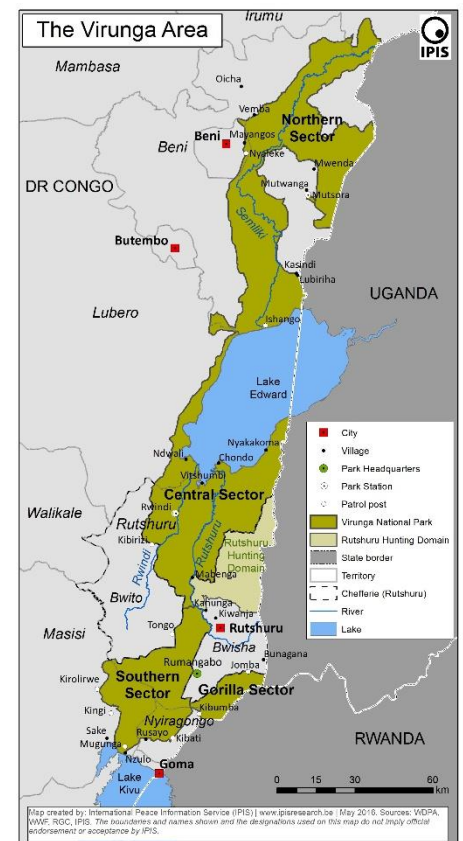 The Virunga Area
IPIS
Irumu
Mambasa
Oicha
Vemba
Northern
Sector
Beni
Mayangos
Beni
Nyaleke
Mwenda
DR CONGO
Mutwanga
Mutsora
Semliki
Butembo
Kasindi
Lubiriha
UGANDA
Lubero
Ishango
Lake
Edward
Nyakakoma
Ndwali
Chondo
Vitshumbi
Central Sector
Walikale
Rwindi
Rutshuru
Kibirizi
Rwindi
Rutshuru
Rutshuru
Hunting
Domain
Mabenga
Bwito
Kahunga
Kiwanja
Masisi
Tongo
Rutshuru
Bwisha
Bunagana
Rumangabo
Jomba
Kirolirwe
Southern
Sector
Gorilla Sector
Kibumba
Kingi
Nyiragongo
Sake
Rusayo
Kibati
Mugunga
Nzulo
Goma
Lake
Kivu
RWANDA
City
Village
Park Headquarters
Park Station
Patrol post
Virunga National Park
Rutshuru Hunting Domain
State border
Territory
Chefferie (Rutshuru)
River
Lake
0 15 30 60
km
Map created by: International Peace Information Service (IPIS) | www.ipisresearch.be | May 2016. Sources: WDPA,
WWF, RGC, IPIS. The boundaries and names shown and the designations used on this map do not imply official
endorsement or acceptance by IPIS.